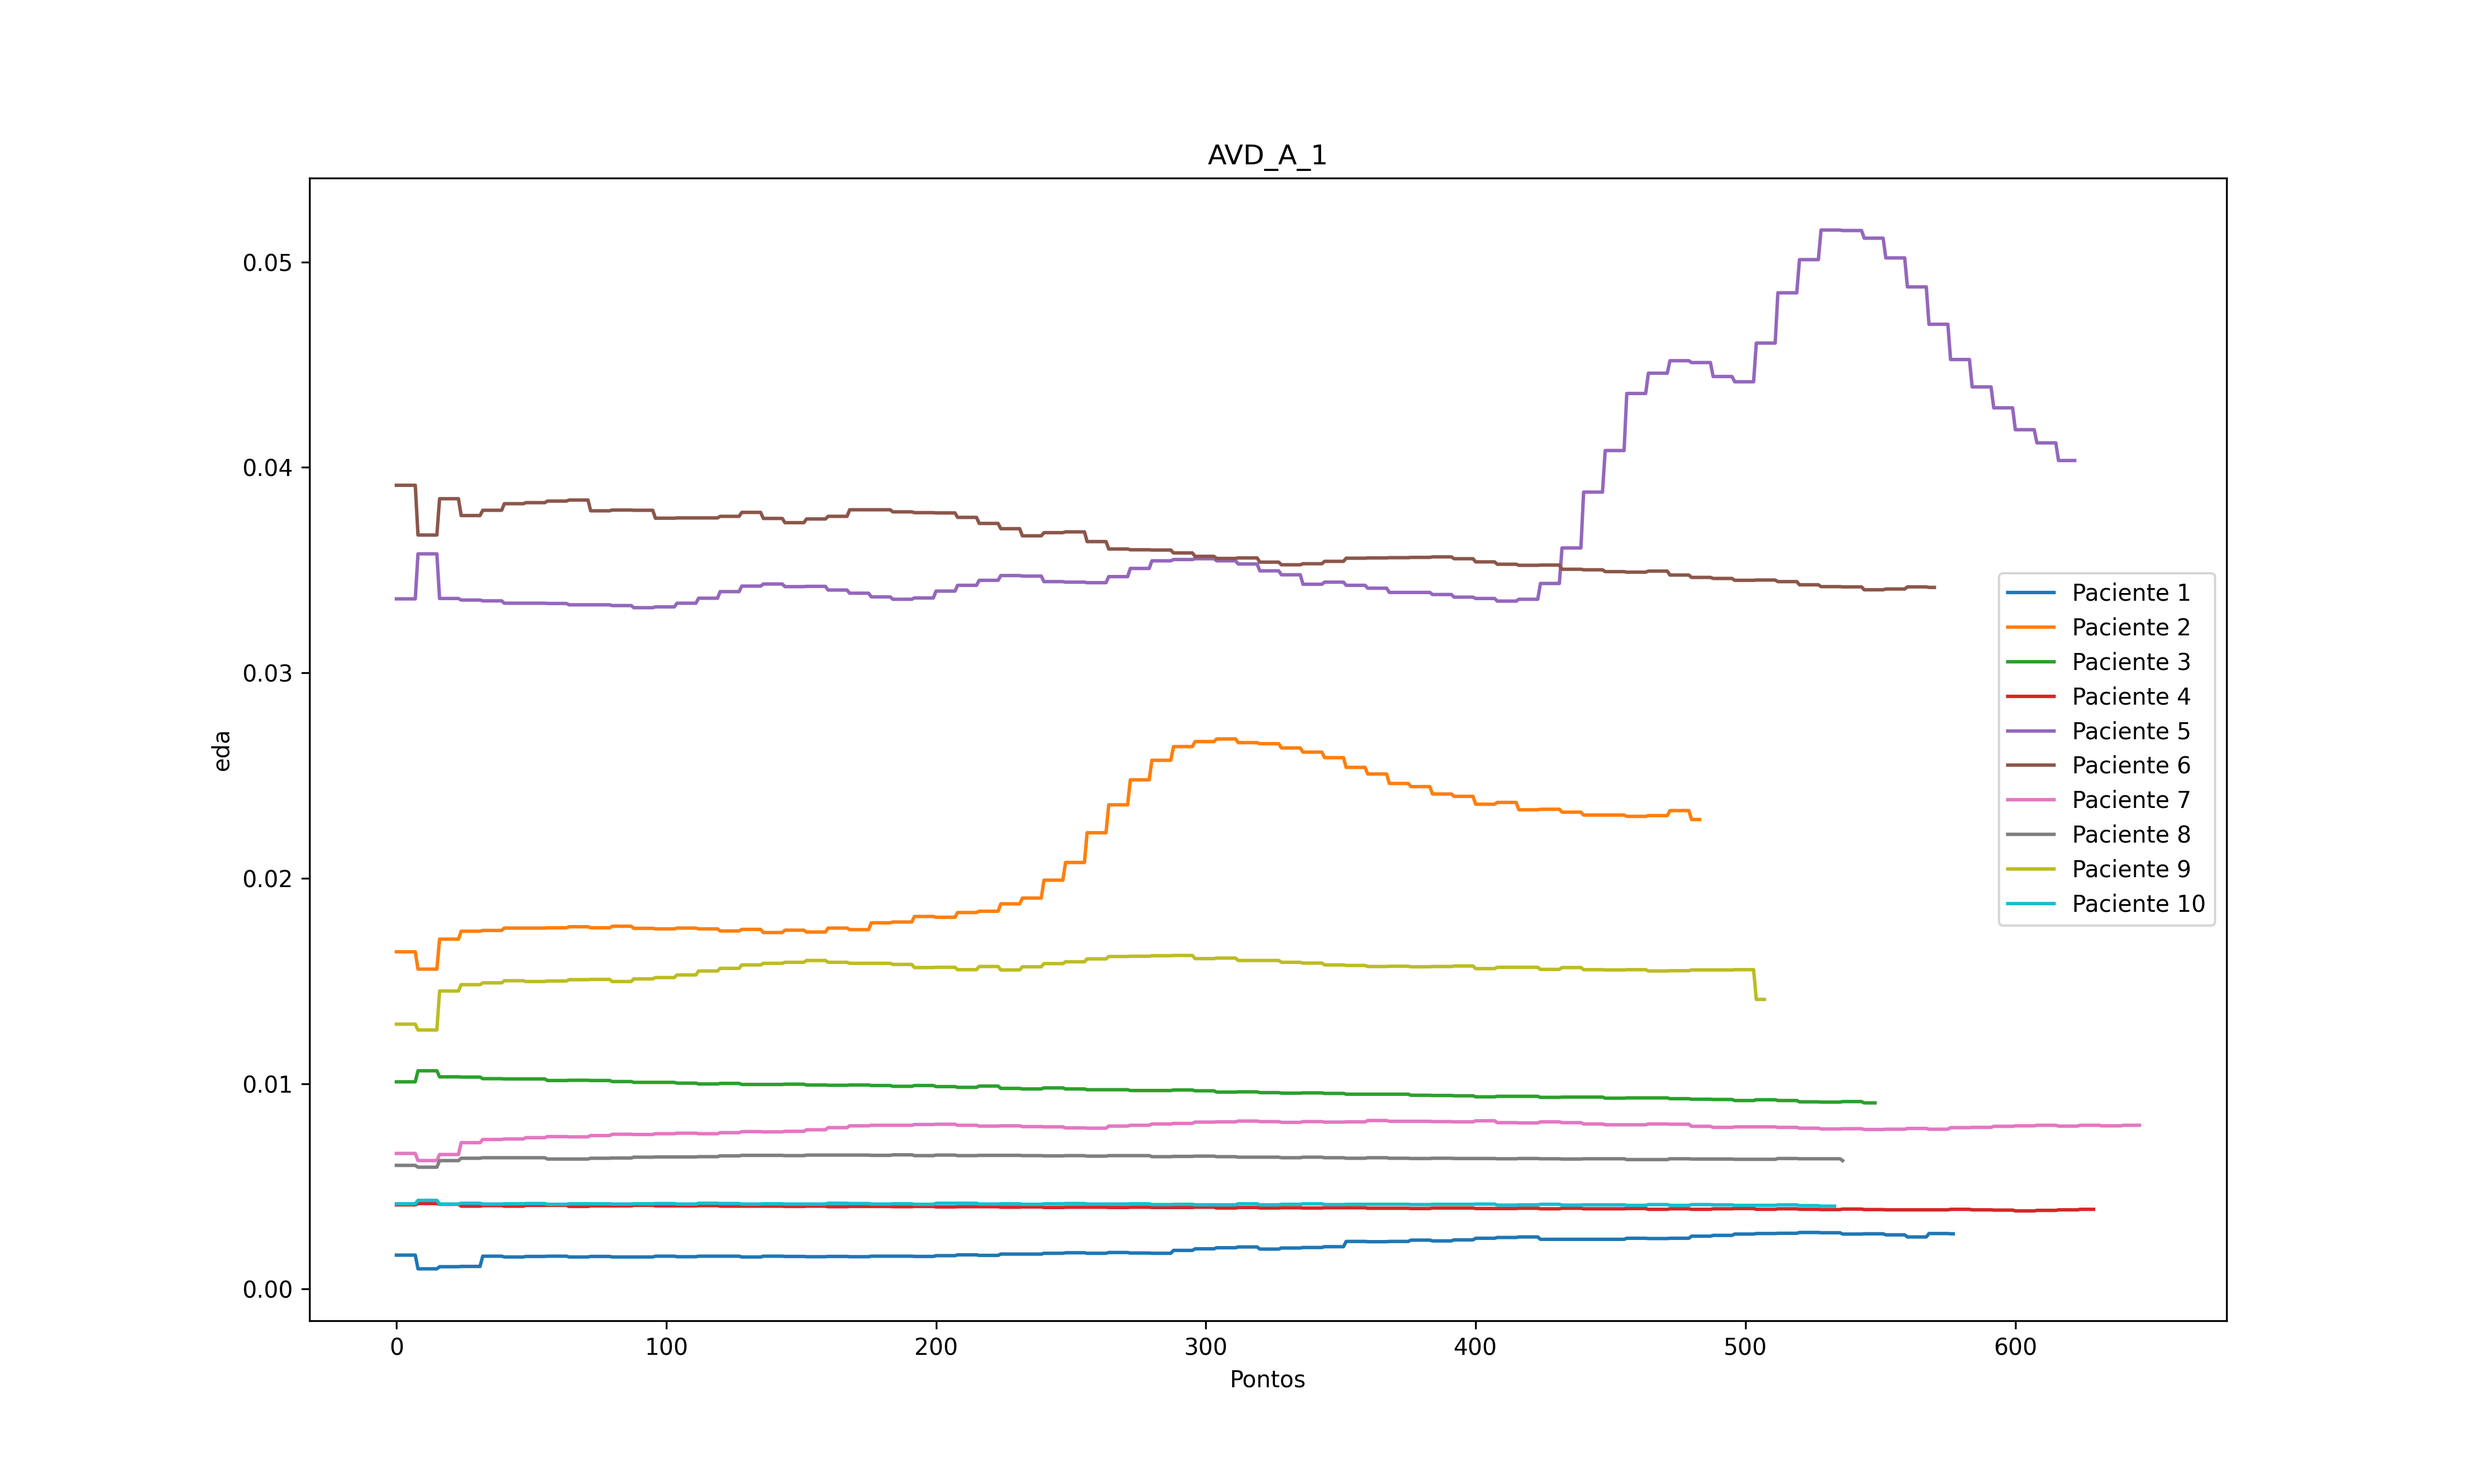 AVD_A_1
0.05
0.04
0.03
0.02
0.01
0.00
eda
0
100
200
300
400
500
600
Pontos
Paciente 1
Paciente 2
Paciente 3
Paciente 4
Paciente 5
Paciente 6
Paciente 7
Paciente 8
Paciente 9
Paciente 10